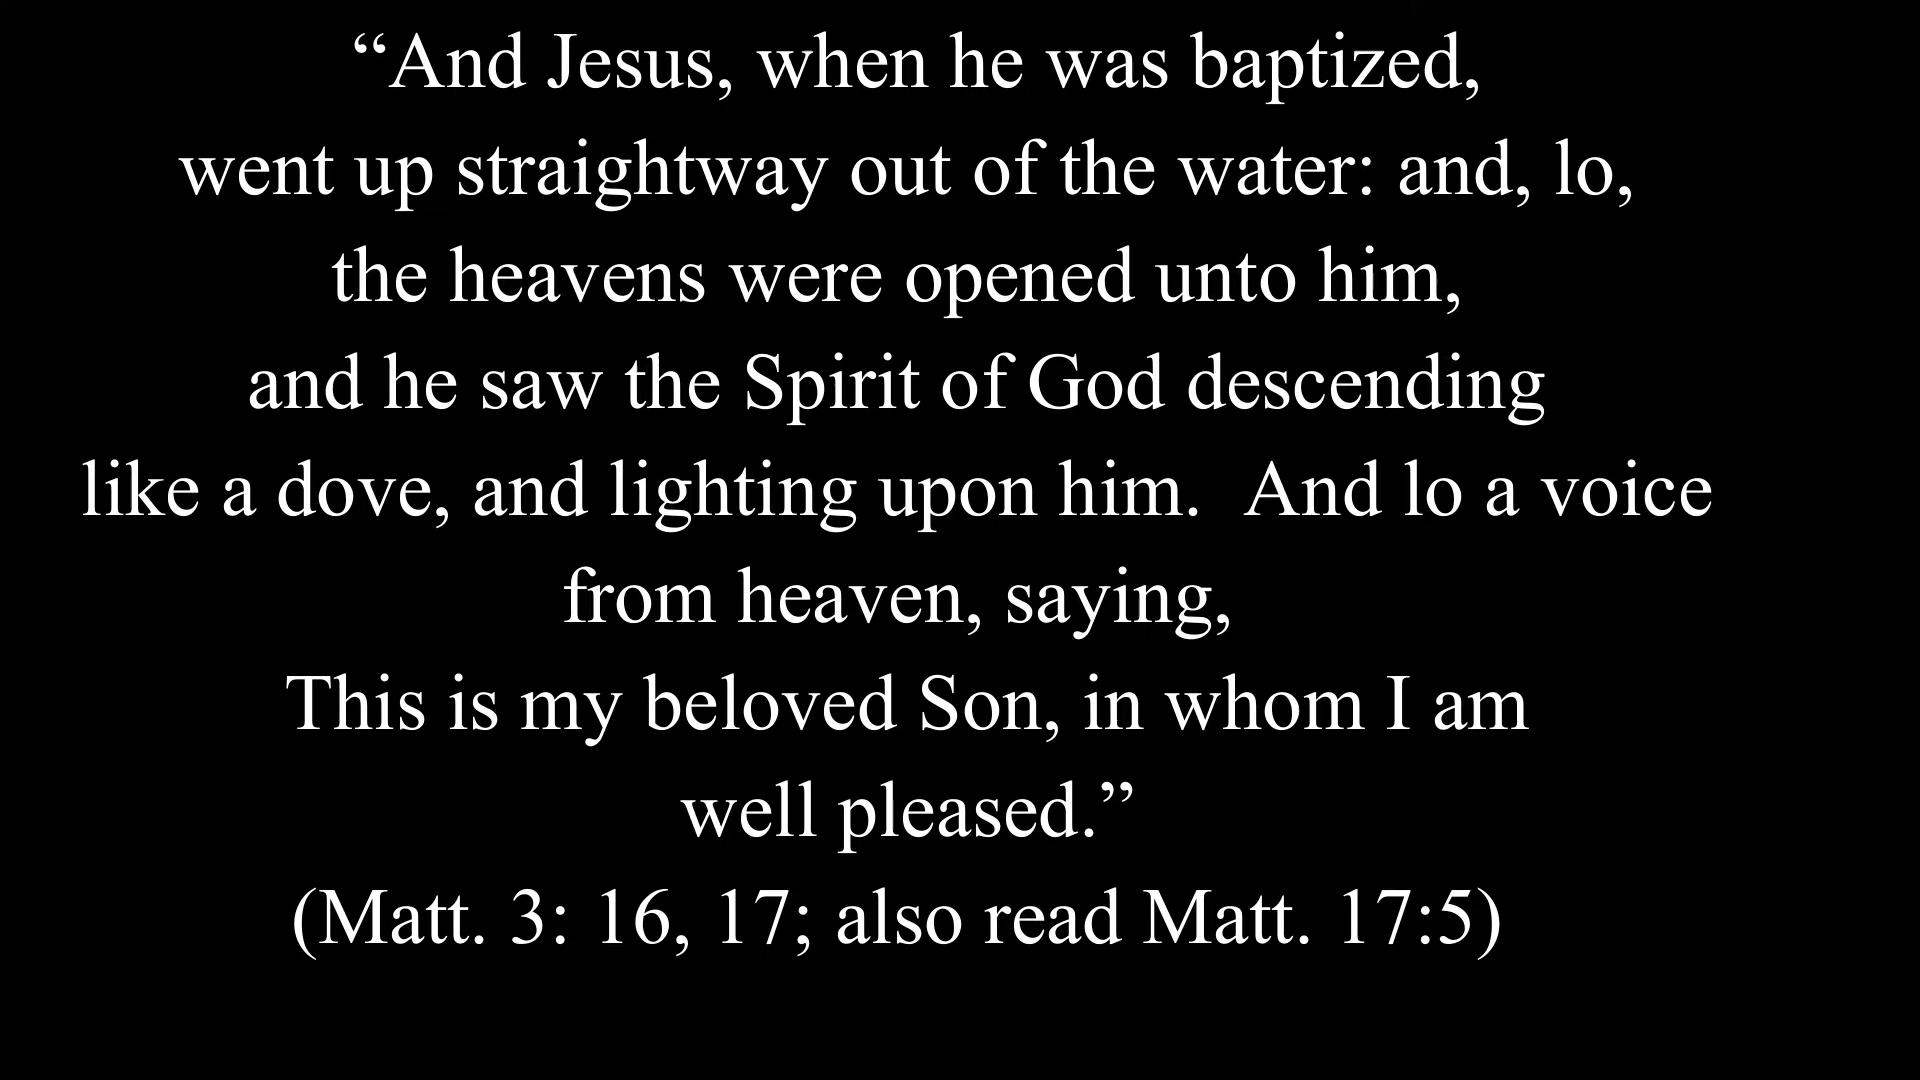 “And Jesus, when he was baptized,
went up straightway out of the water: and, lo,
the heavens were opened unto him,
and he saw the Spirit of God descending
like a dove, and lighting upon him.  And lo a voice
from heaven, saying,
This is my beloved Son, in whom I am
well pleased.”
(Matt. 3: 16, 17; also read Matt. 17:5)